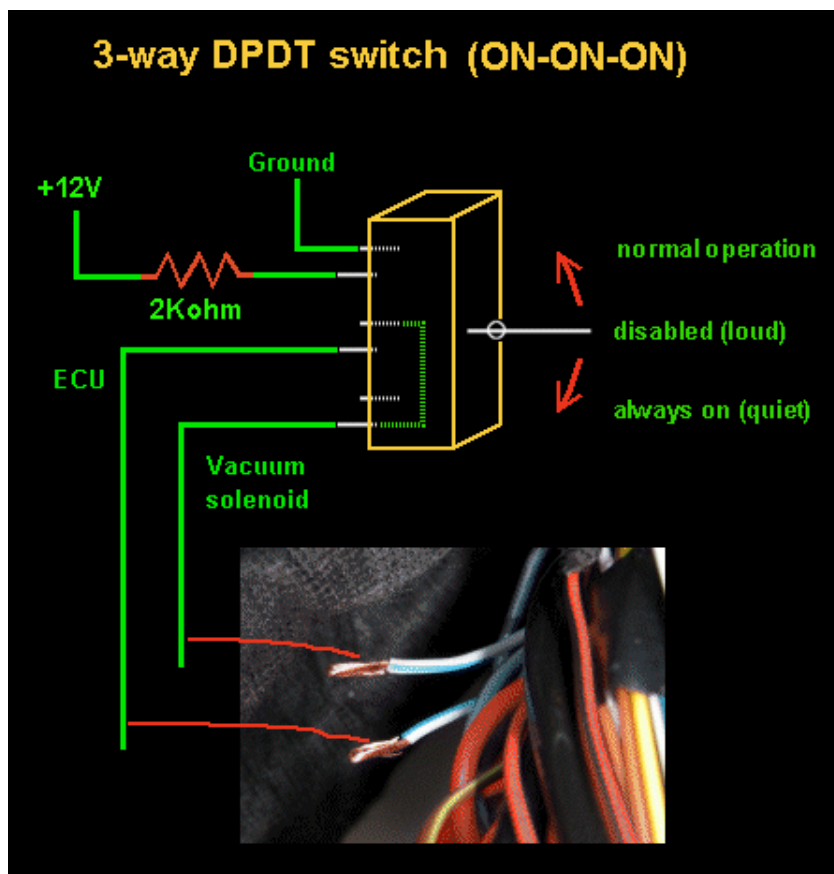 3-way DPDT switch (ON-ON-ON)
Ground
+12V
normal operation
2Kohm
disabled (loud)
ECU
always on (quiet)
Vacuum
solenoid